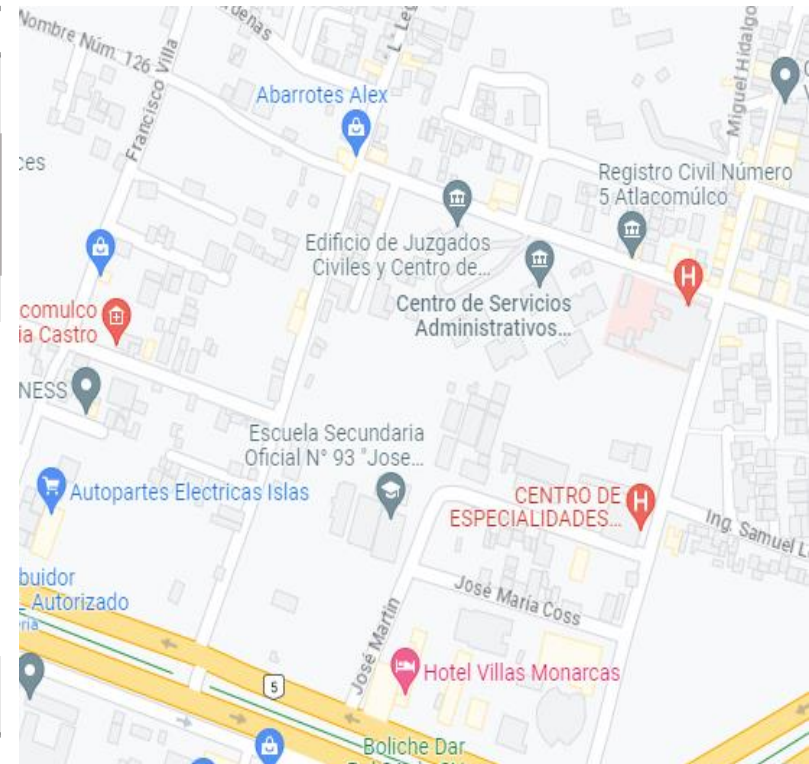 Nombre Núm. 126
Francisco Villa
Abarrotes Alex
Miguel Hidalgo
Registro Civil Número
5 Atlacomúlco
Edificio de Juzgados
Civiles y Centro de...
Centro de Servicios
Administrativos...
H
comulco
ia Castro
NESS
Escuela Secundaria
Oficial N° 93 "Jose...
Autopartes Electricas Islas
CENTRO DE
ESPECIALIDADES...
H
Ing. Samuel L
buidor
Autorizado
José María Coss
José Martin
Hotel Villas Monarcas
5
Boliche Dar